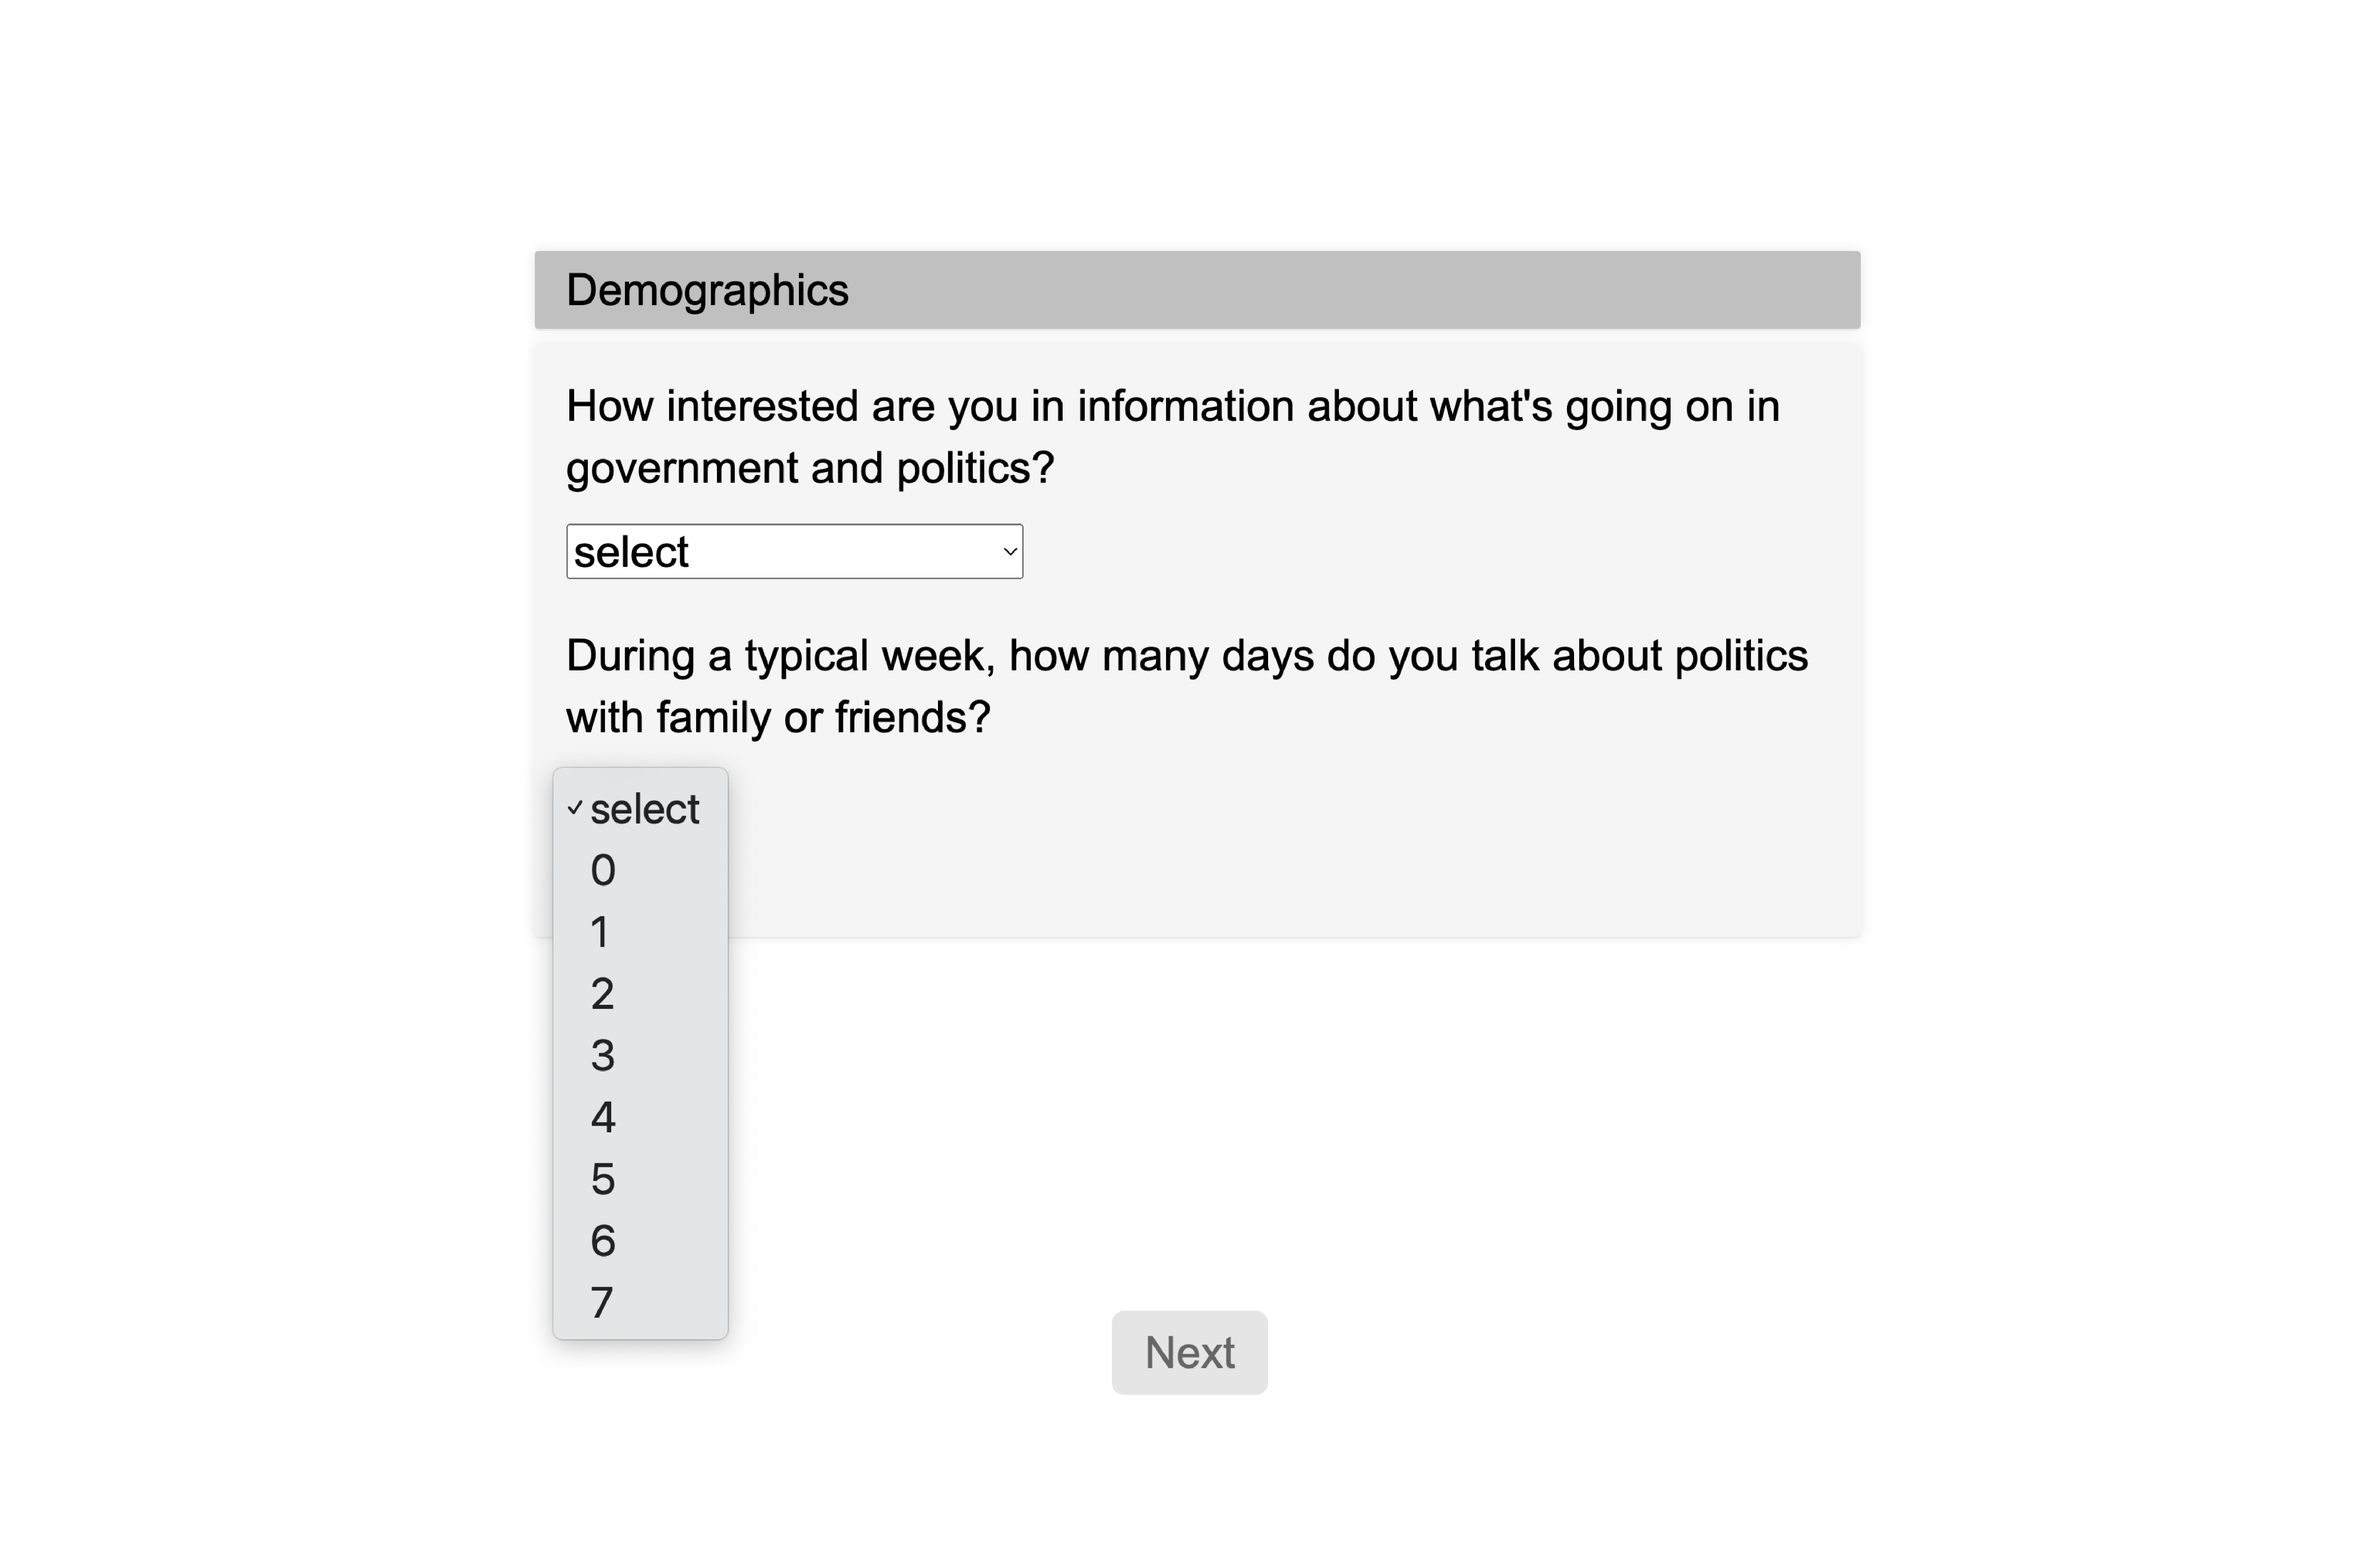 Demographics
How interested are you in information about what's going on in
government and politics?
select
During a typical week, how many days do you talk about politics
with family or friends?
select
0
1
2
3
4
5
6
7
Next